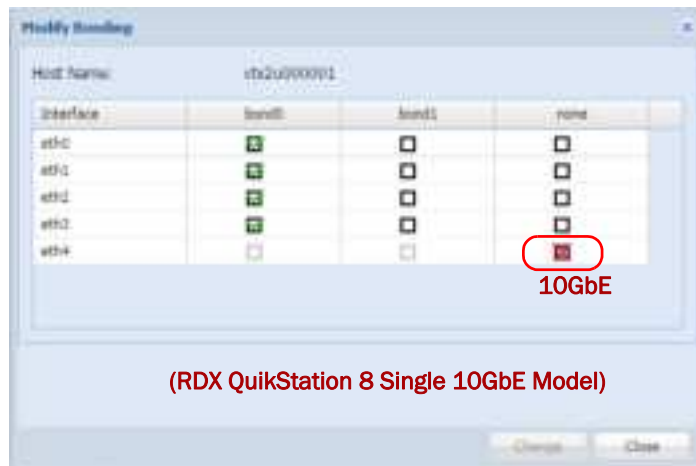 Modify Bonding
Host Name:
Interface bond0 bond1 none
eth0
eth1
eth2
eth3
eth4
10GbE
(RDX QuikStation 8 Single 10GbE Model)
Change Close